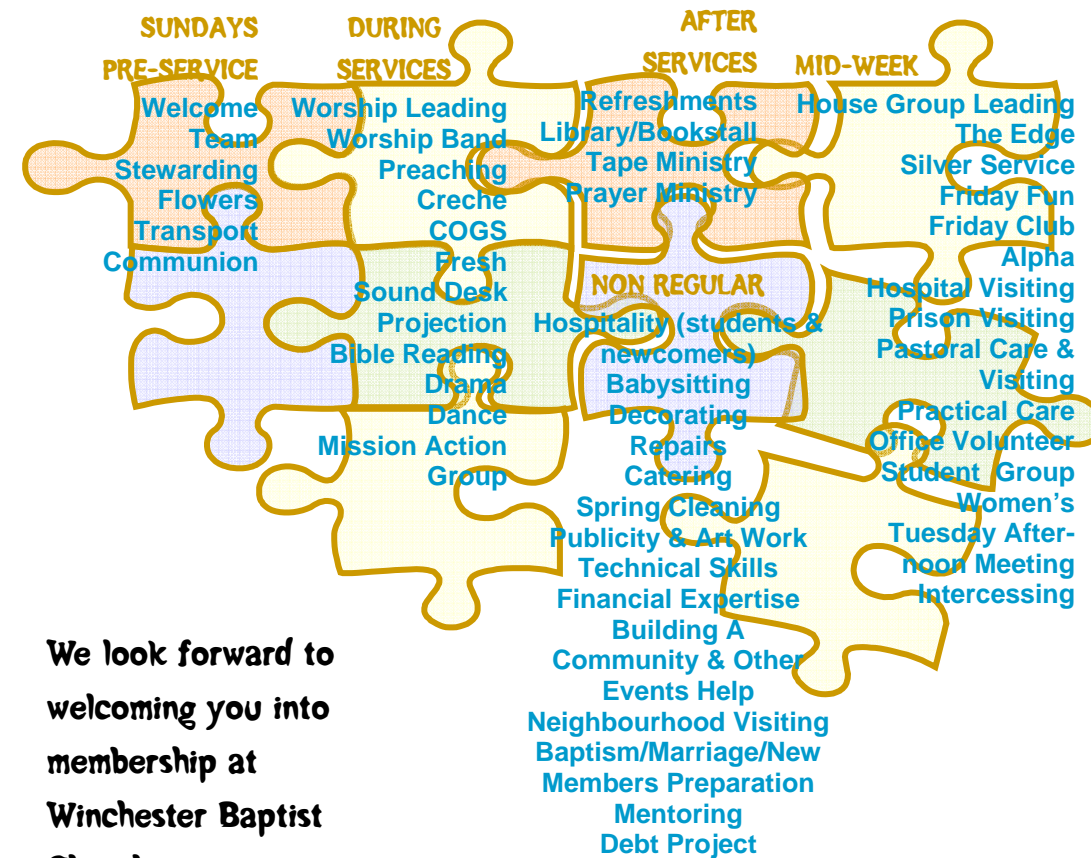 SUNDAYS
PRE-SERVICE
Welcome
Team
Stewarding
Flowers
Transport
Communion
DURING
SERVICES
Worship Leading
Worship Band
Preaching
Creche
COGS
Fresh
Sound Desk
Projection
Bible Reading
Drama
Dance
Mission Action
Group
AFTER
SERVICES
Refreshments
Library/Bookstall
Tape Ministry
Prayer Ministry
NON REGULAR
Hospitality (students &
newcomers)
Babysitting
Decorating
Repairs
Catering
Spring Cleaning
Publicity & Art Work
Technical Skills
Financial Expertise
Building A
Community & Other
Events Help
Neighbourhood Visiting
Baptism/Marriage/New
Members Preparation
Mentoring
Debt Project
MID-WEEK
House Group Leading
The Edge
Silver Service
Friday Fun
Friday Club
Alpha
Hospital Visiting
Prison Visiting
Pastoral Care &
Visiting
Practical Care
Office Volunteer
Student Group
Women's
Tuesday After-
noon Meeting
Intercessing
We look forward to
welcoming you into
membership at
Winchester Baptist